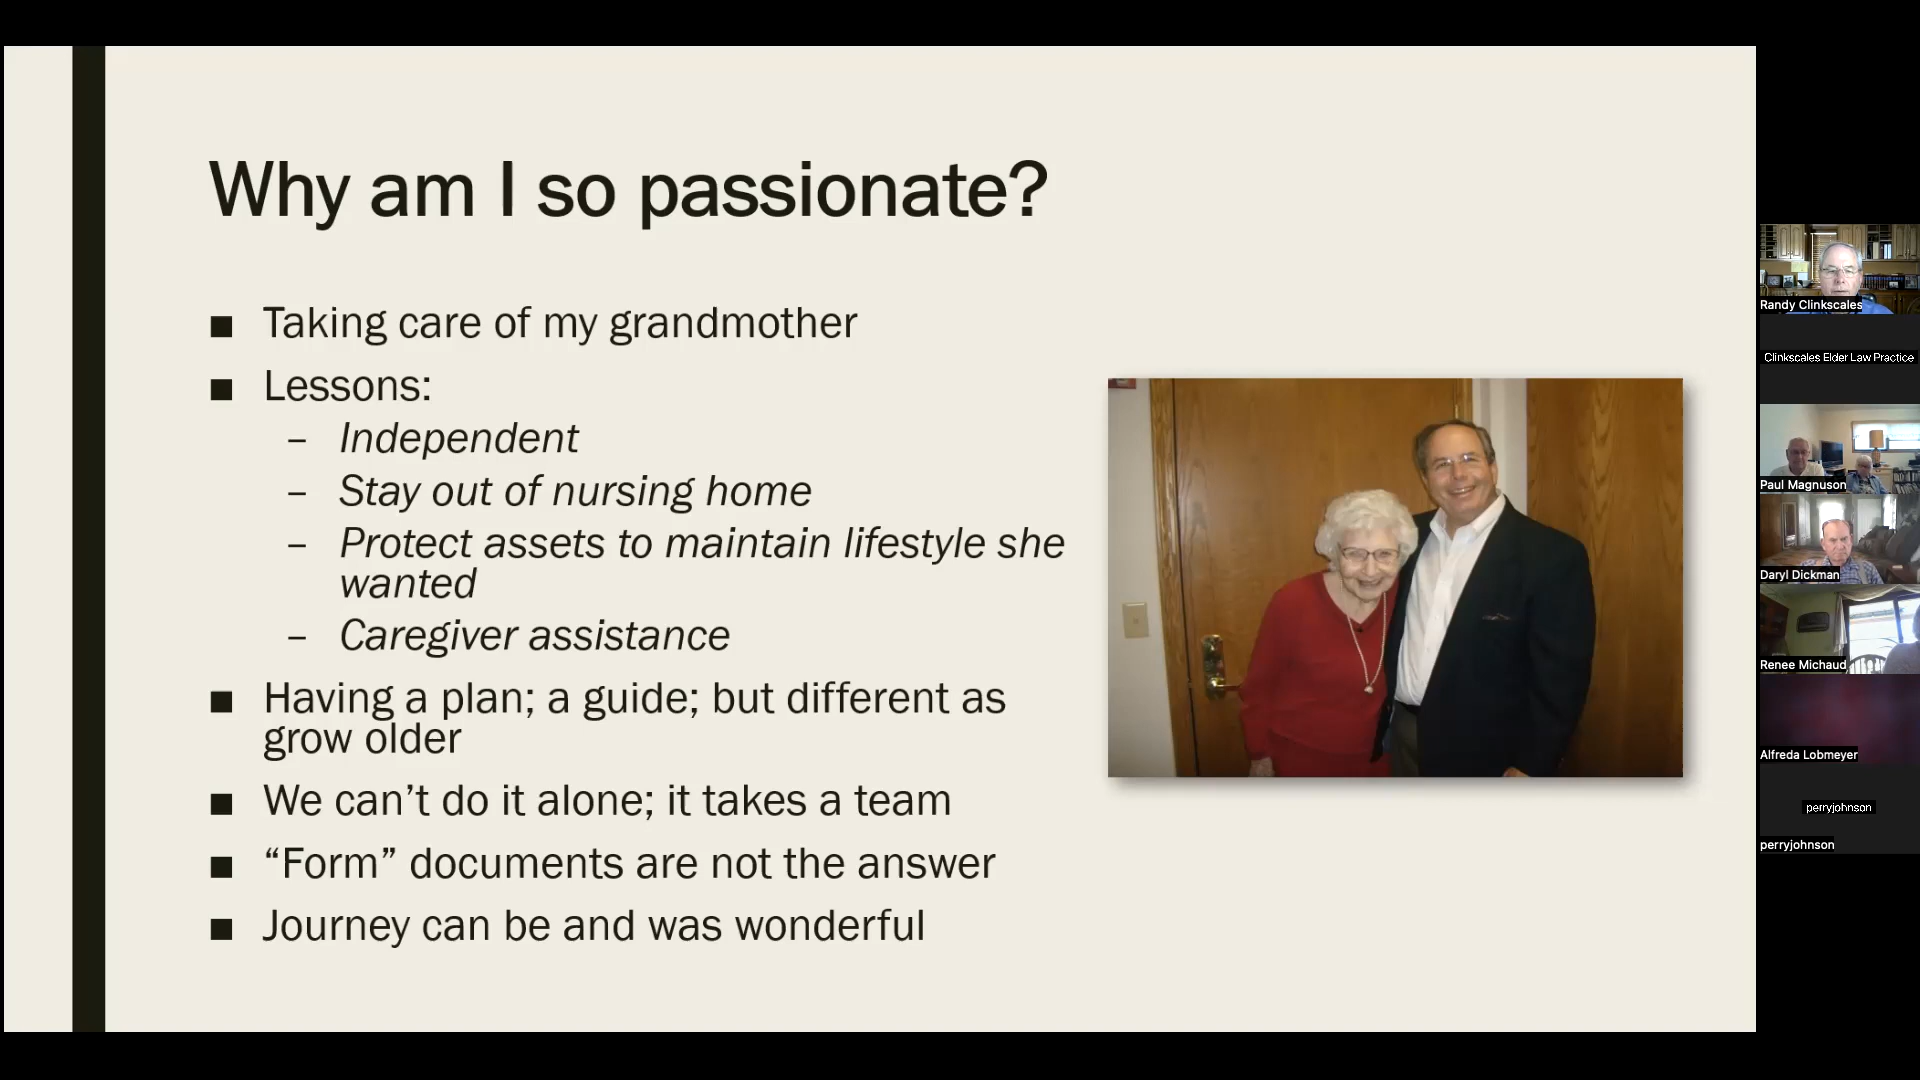 Why am I so passionate?
■ Taking care of my grandmother
■ Lessons:
– Independent
– Stay out of nursing home
– Protect assets to maintain lifestyle she
wanted
– Caregiver assistance
■ Having a plan; a guide; but different as
grow older
■ We can’t do it alone; it takes a team
■ “Form” documents are not the answer
■ Journey can be and was wonderful
Randy Clinkscales
Clinkscales Elder Law Practice
Paul Magnuson
Daryl Dickman
Renee Michaud
Alfreda Lobmeyer
perryjohnson
perryjohnson